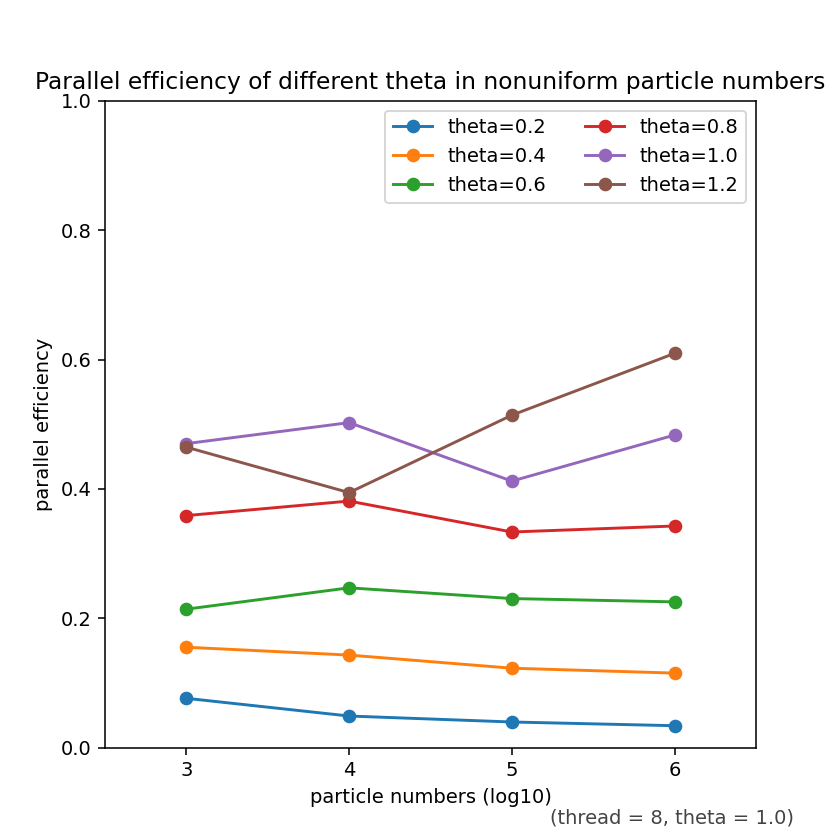 Parallel efficiency of different theta in nonuniform particle numbers
theta=0.2
theta=0.4
theta=0.6
theta=0.8
theta=1.0
theta=1.2
1.0
0.8
0.6
0.4
0.2
0.0
parallel efficiency
3 4 5 6
particle numbers (log10)
(thread = 8, theta = 1.0)